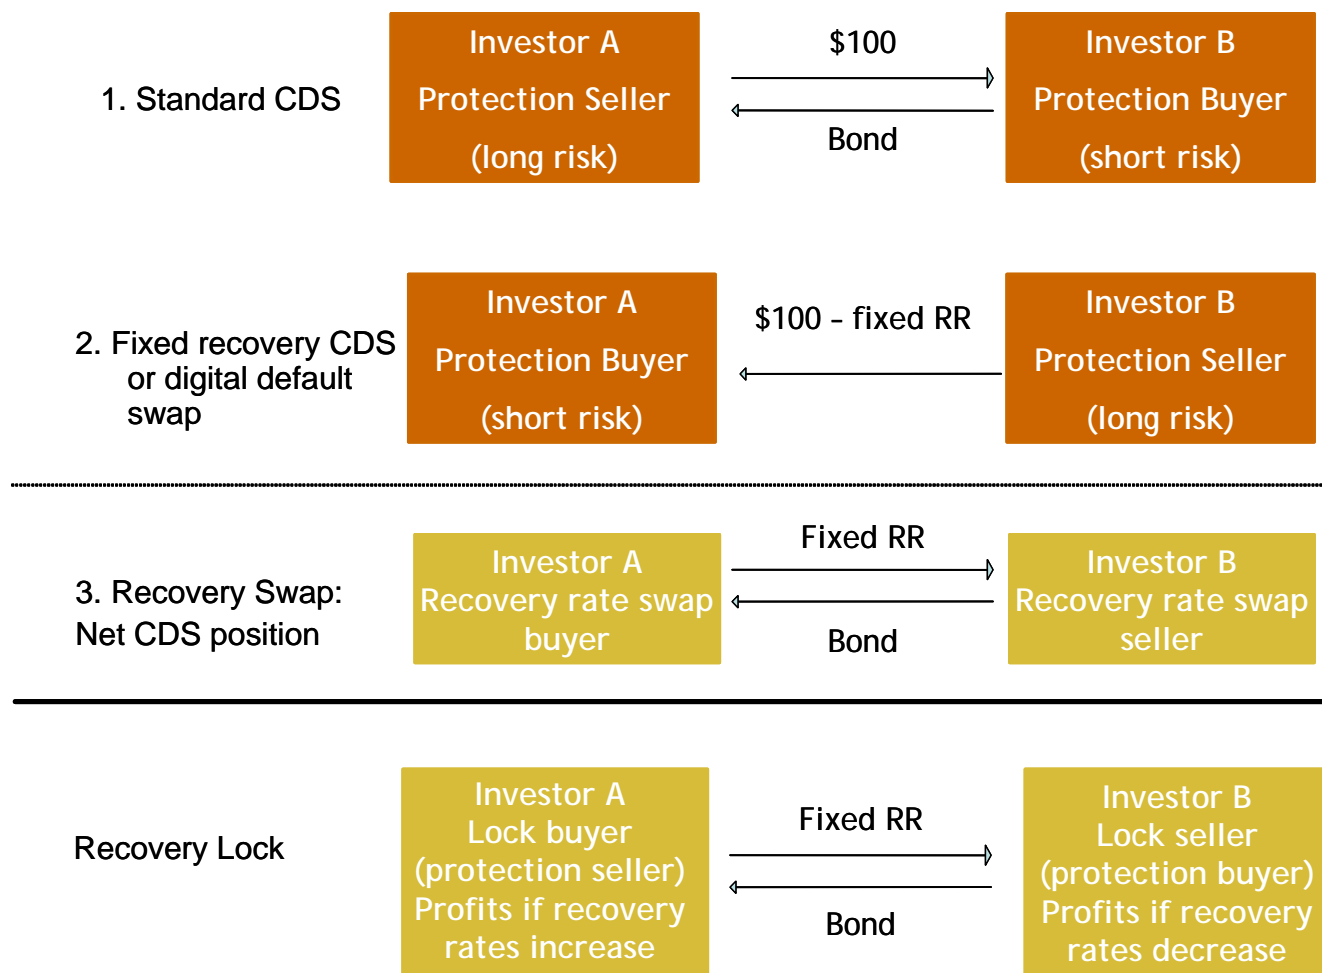 1. Standard CDS
Investor A
Protection Seller
(long risk)
$100
Bond
Investor B
Protection Buyer
(short risk)
2. Fixed recovery CDS
or digital default
swap
Investor A
Protection Buyer
(short risk)
$100 – fixed RR
Investor B
Protection Seller
(long risk)
3. Recovery Swap:
Net CDS position
Investor A
Recovery rate swap
buyer
Fixed RR
Bond
Investor B
Recovery rate swap
seller
Recovery Lock
Investor A
Lock buyer
(protection seller)
Profits if recovery
rates increase
Fixed RR
Bond
Investor B
Lock seller
(protection buyer)
Profits if recovery
rates decrease